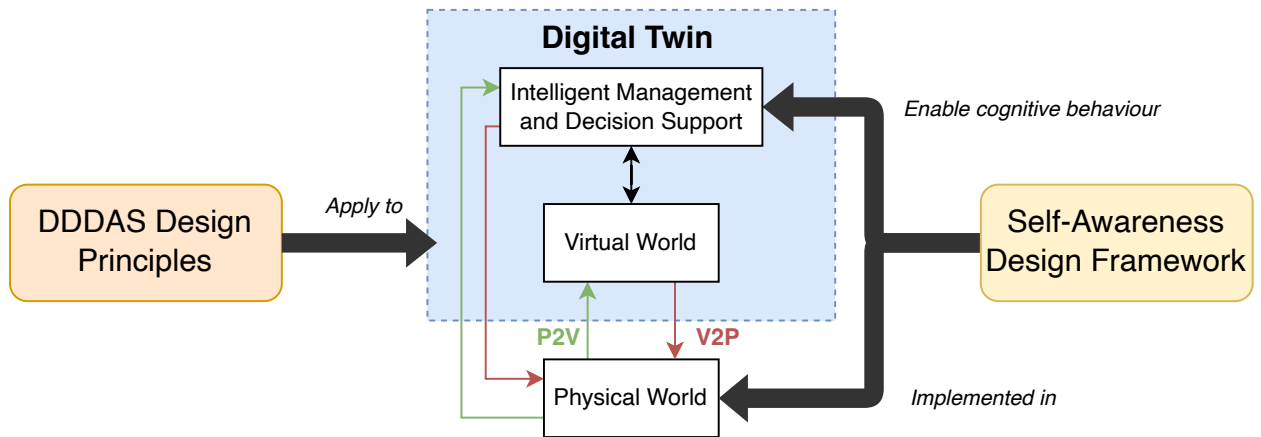 Digital Twin
Intelligent Management
and Decision Support
Enable cognitive behaviour
DDDAS Design
Principles
Apply to
Virtual World
Self-Awareness
Design Framework
P2V
V2P
Physical World
Implemented in